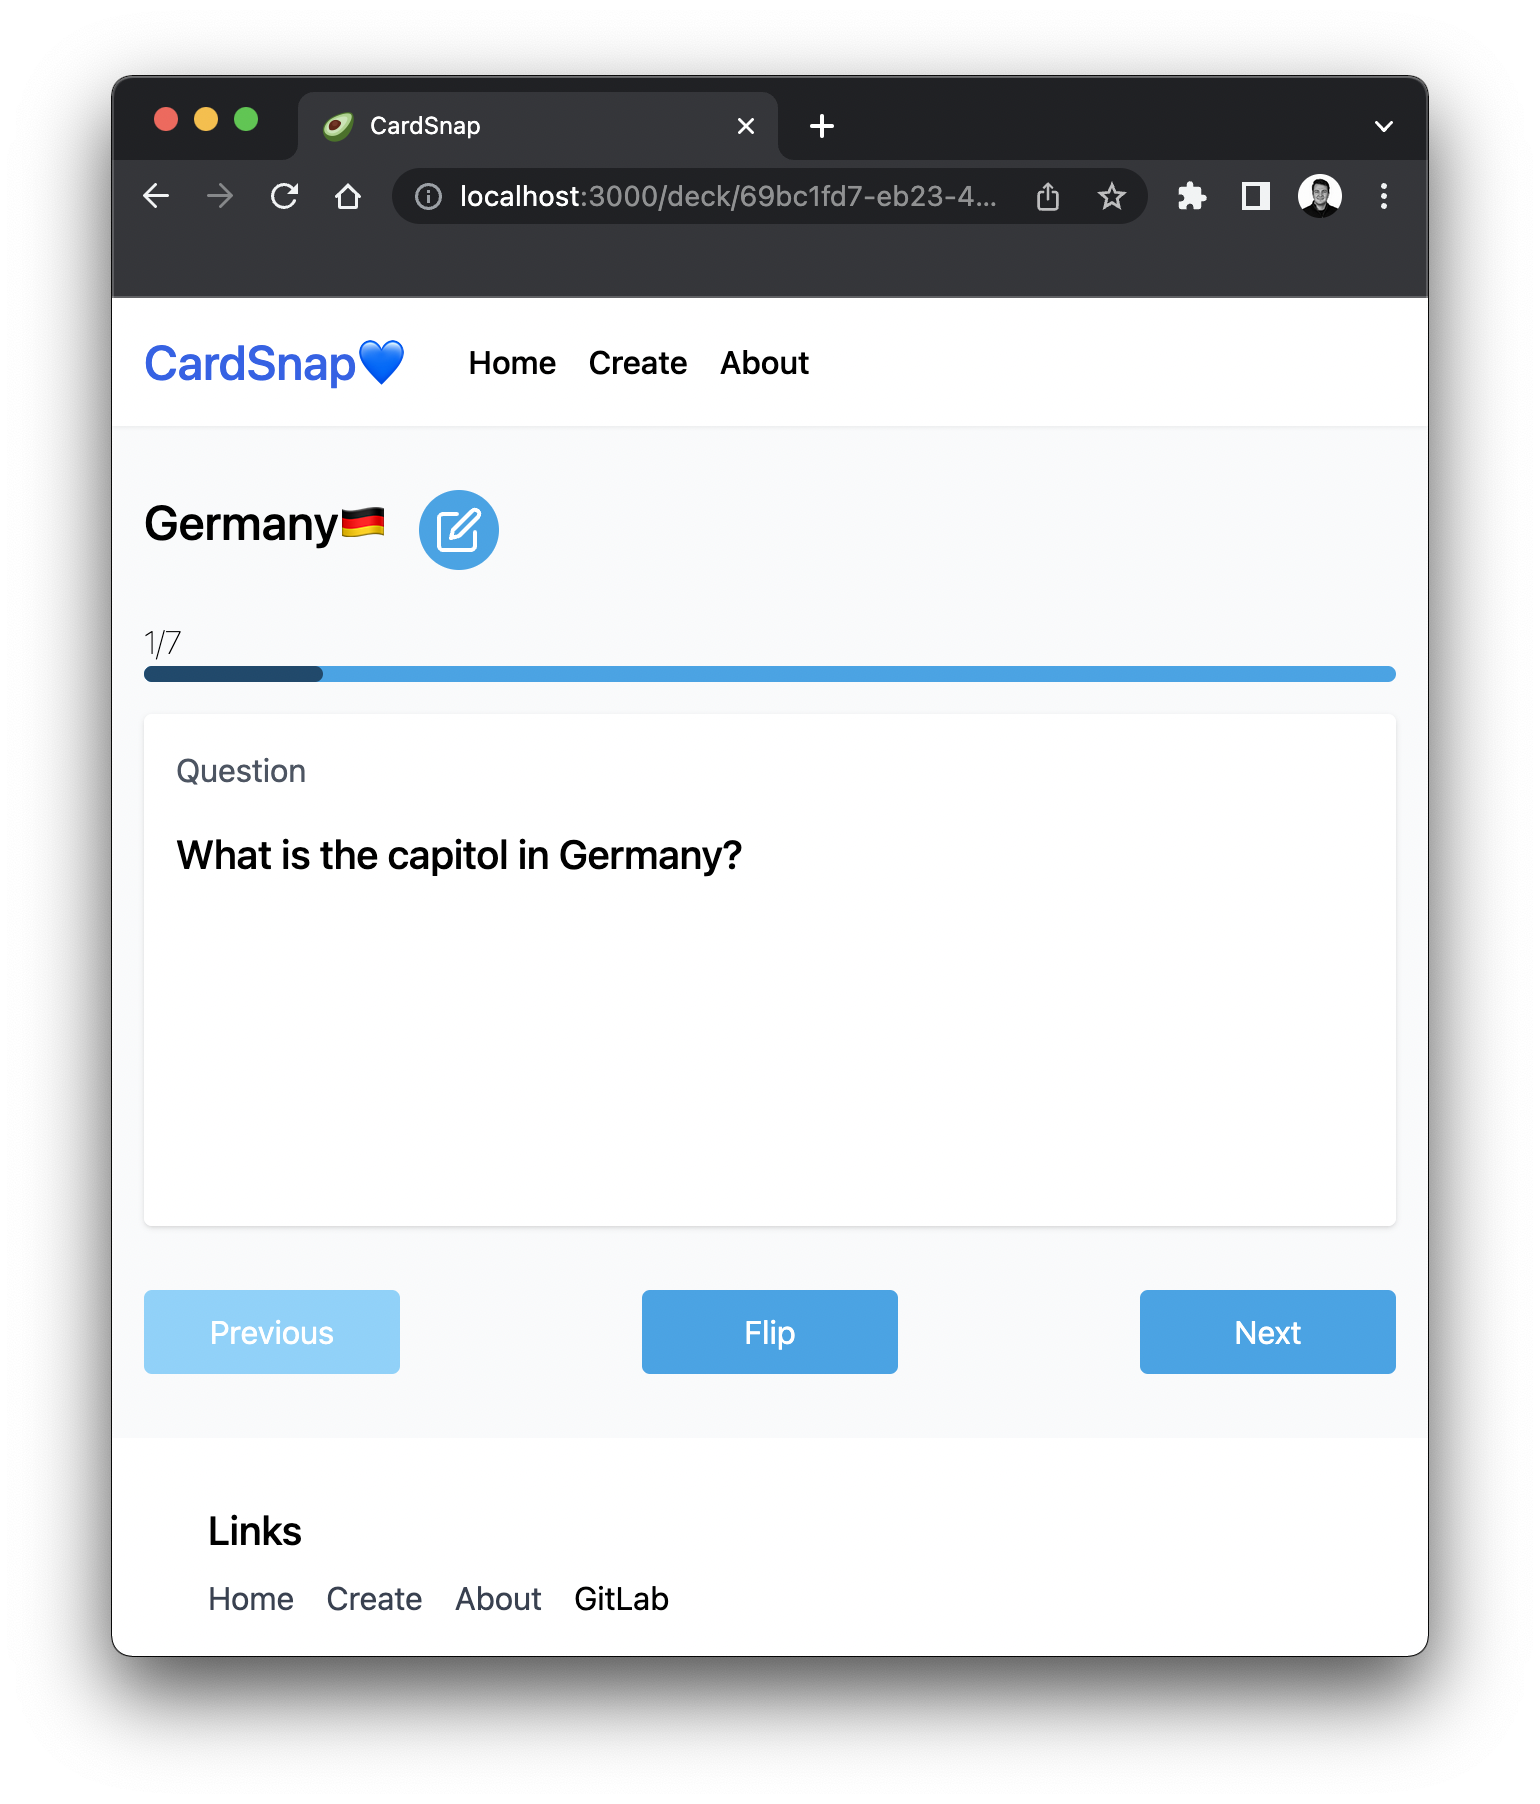 CardSnap
localhost:3000/deck/69bc1fd7-eb23-4...
CardSnap💙 Home Create About
Germany🇩🇪
1/7
Question
What is the capitol in Germany?
Previous Flip Next
Links
Home Create About GitLab